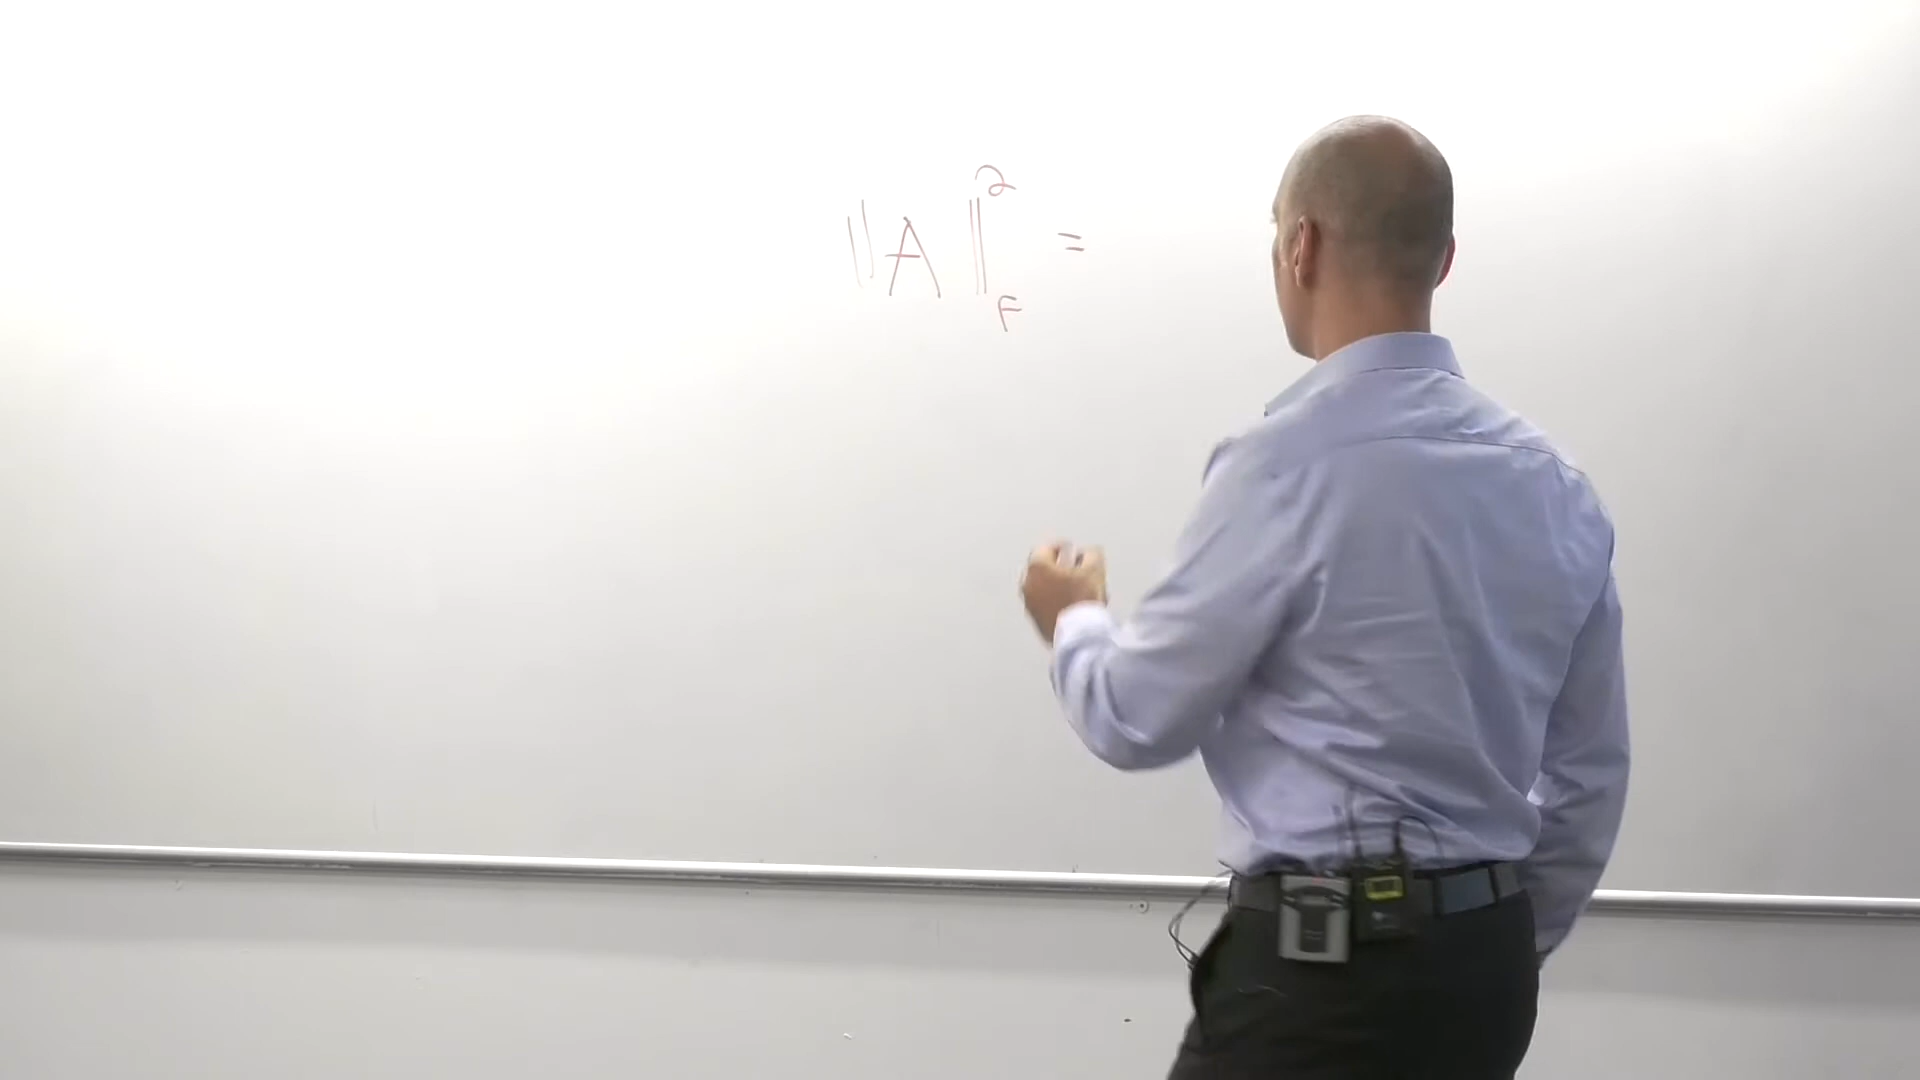 ‖A‖²_F =